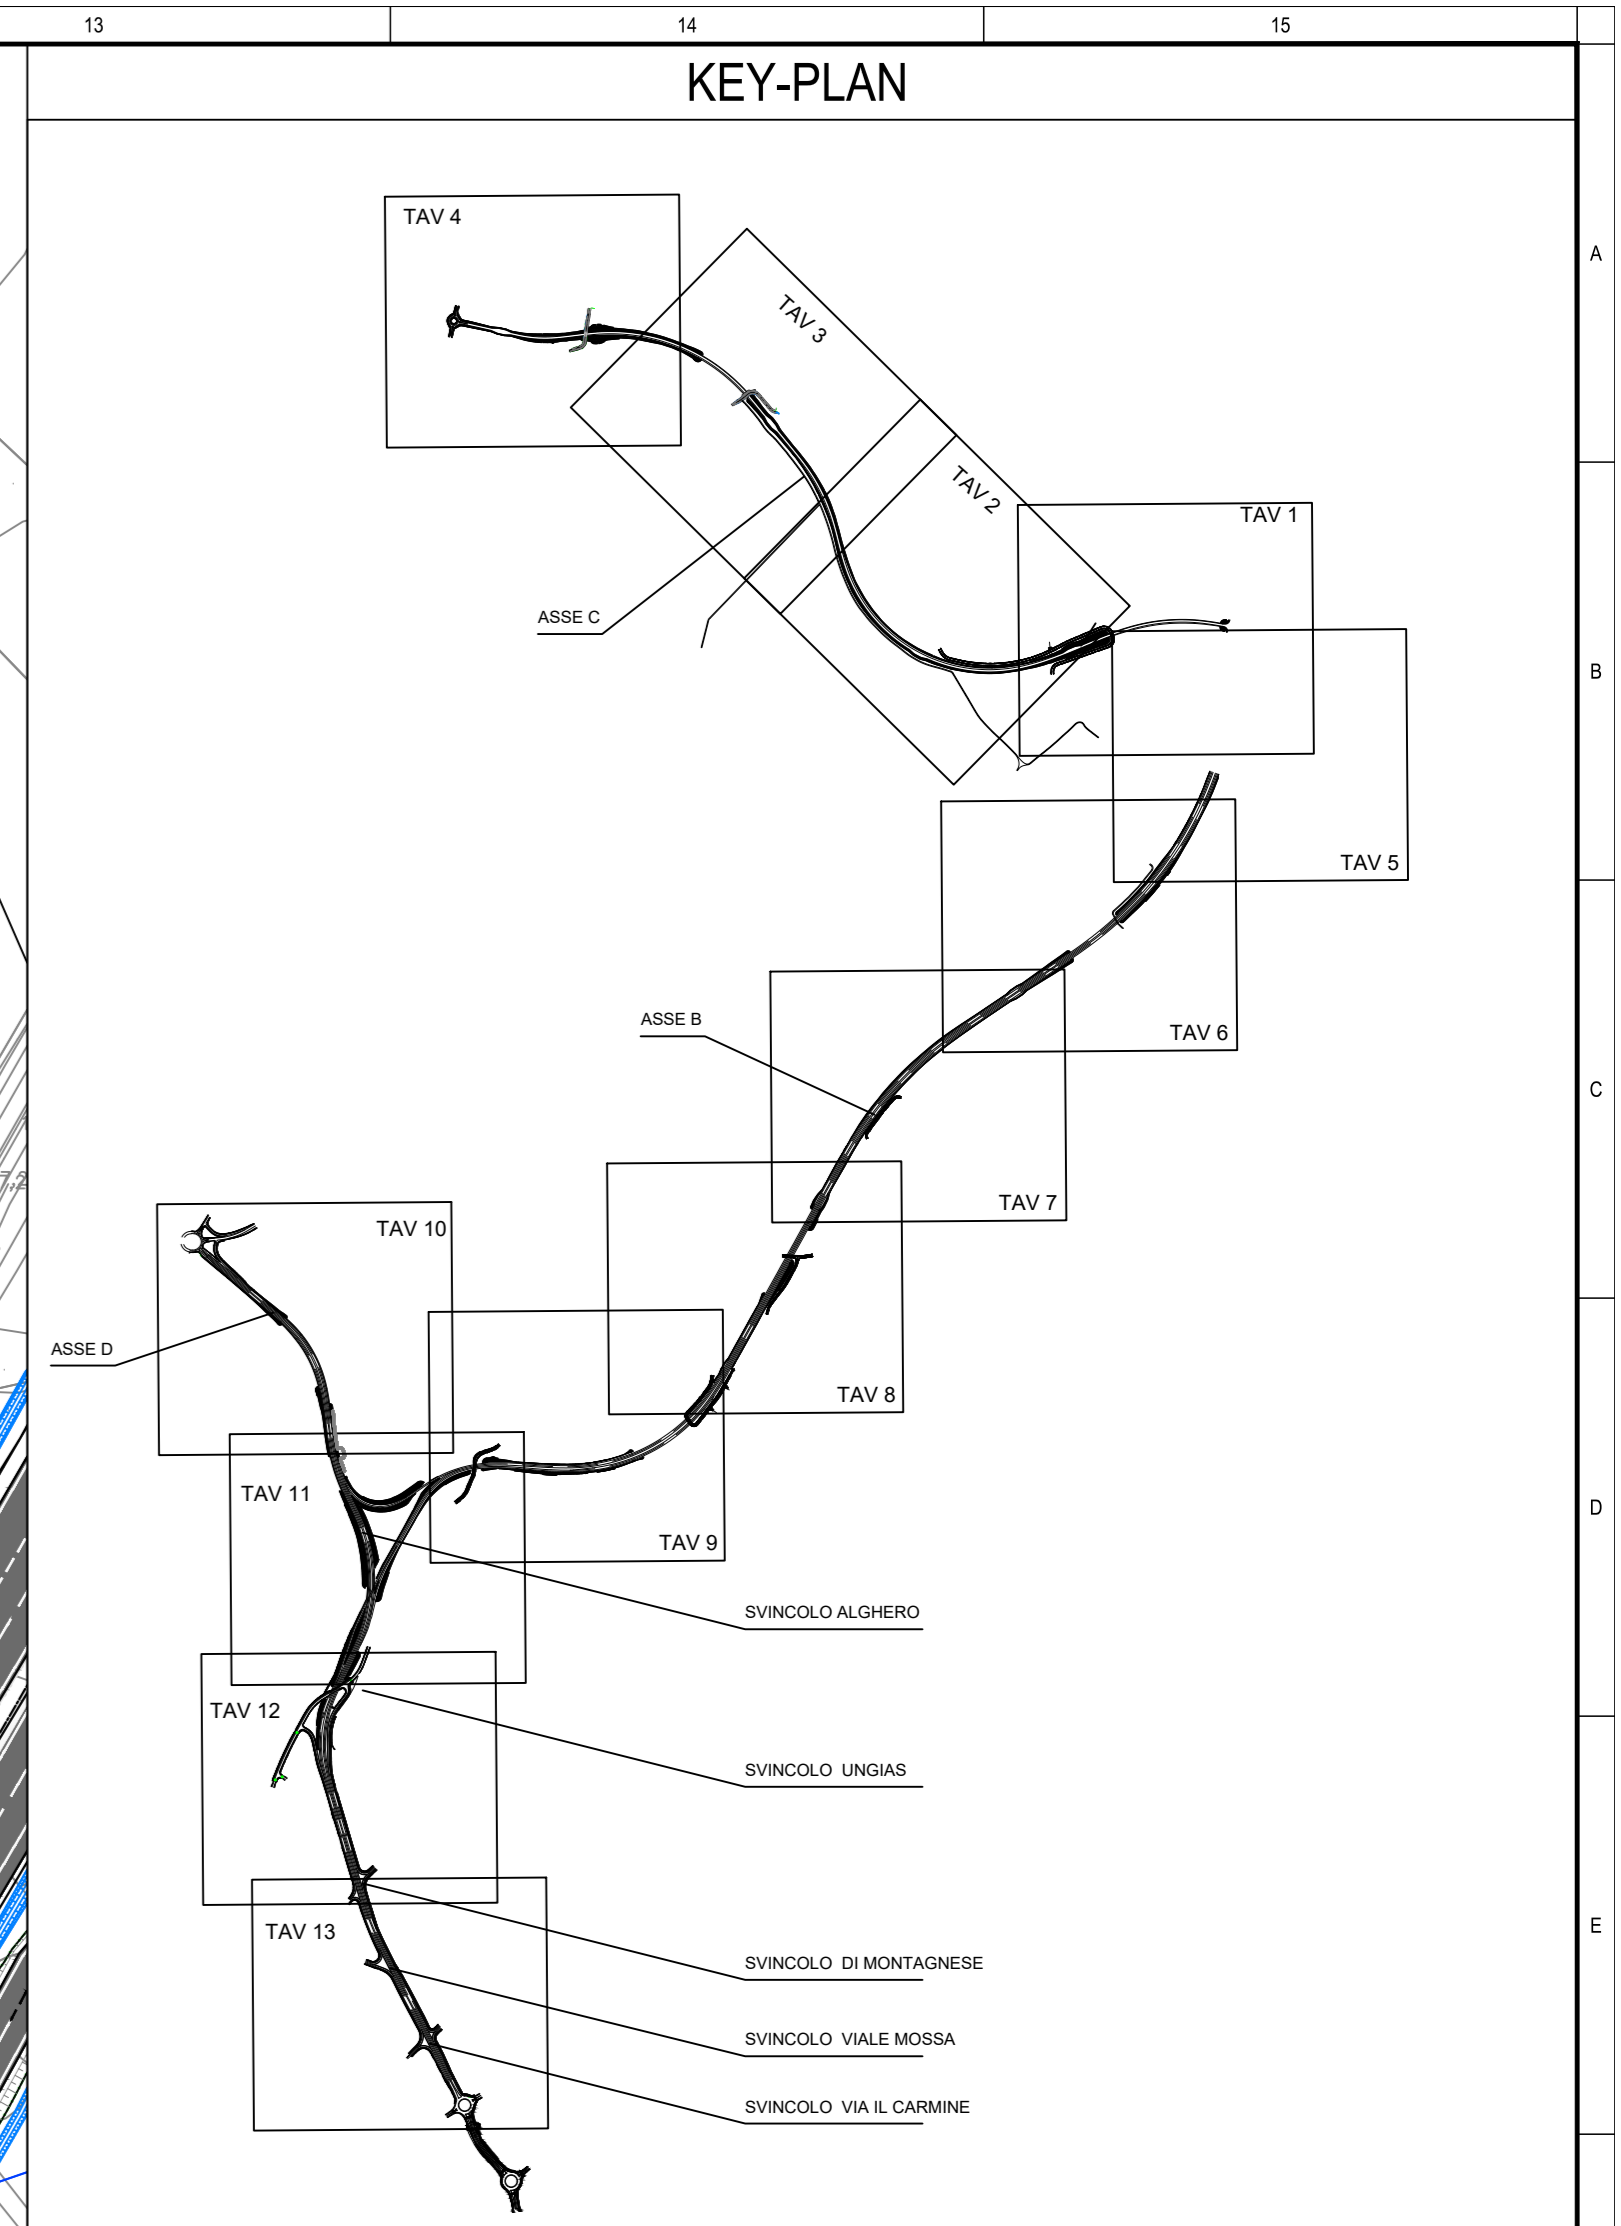 13
14
15
KEY-PLAN
A
TAV 4
TAV 3
TAV 2
TAV 1
ASSE C
B
TAV 5
ASSE B
TAV 6
C
TAV 7
TAV 10
ASSE D
TAV 8
TAV 11
D
TAV 9
SVINCOLO ALGHERO
TAV 12
SVINCOLO UNGIAS
TAV 13
E
SVINCOLO DI MONTAGNESE
SVINCOLO VIALE MOSSA
SVINCOLO VIA IL CARMINE